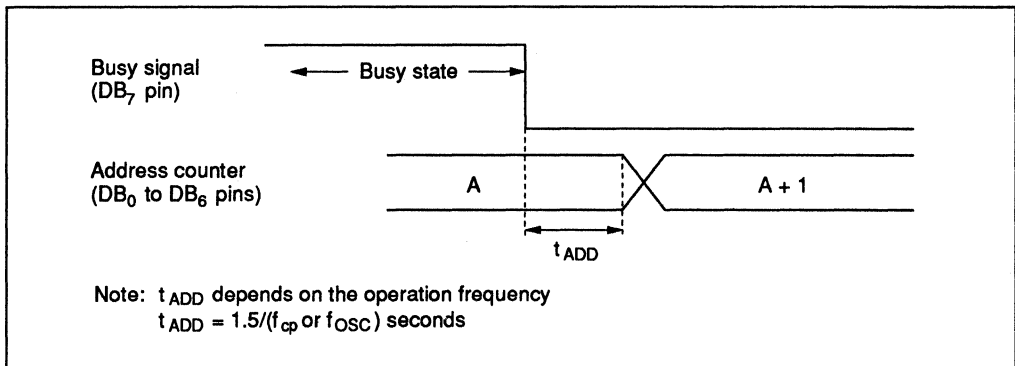 Busy signal
(DB7 pin)
Busy state
Address counter
(DB0 to DB6 pins)
A
A + 1
tADD
Note: tADD depends on the operation frequency
tADD = 1.5/(fcp or fOSC) seconds